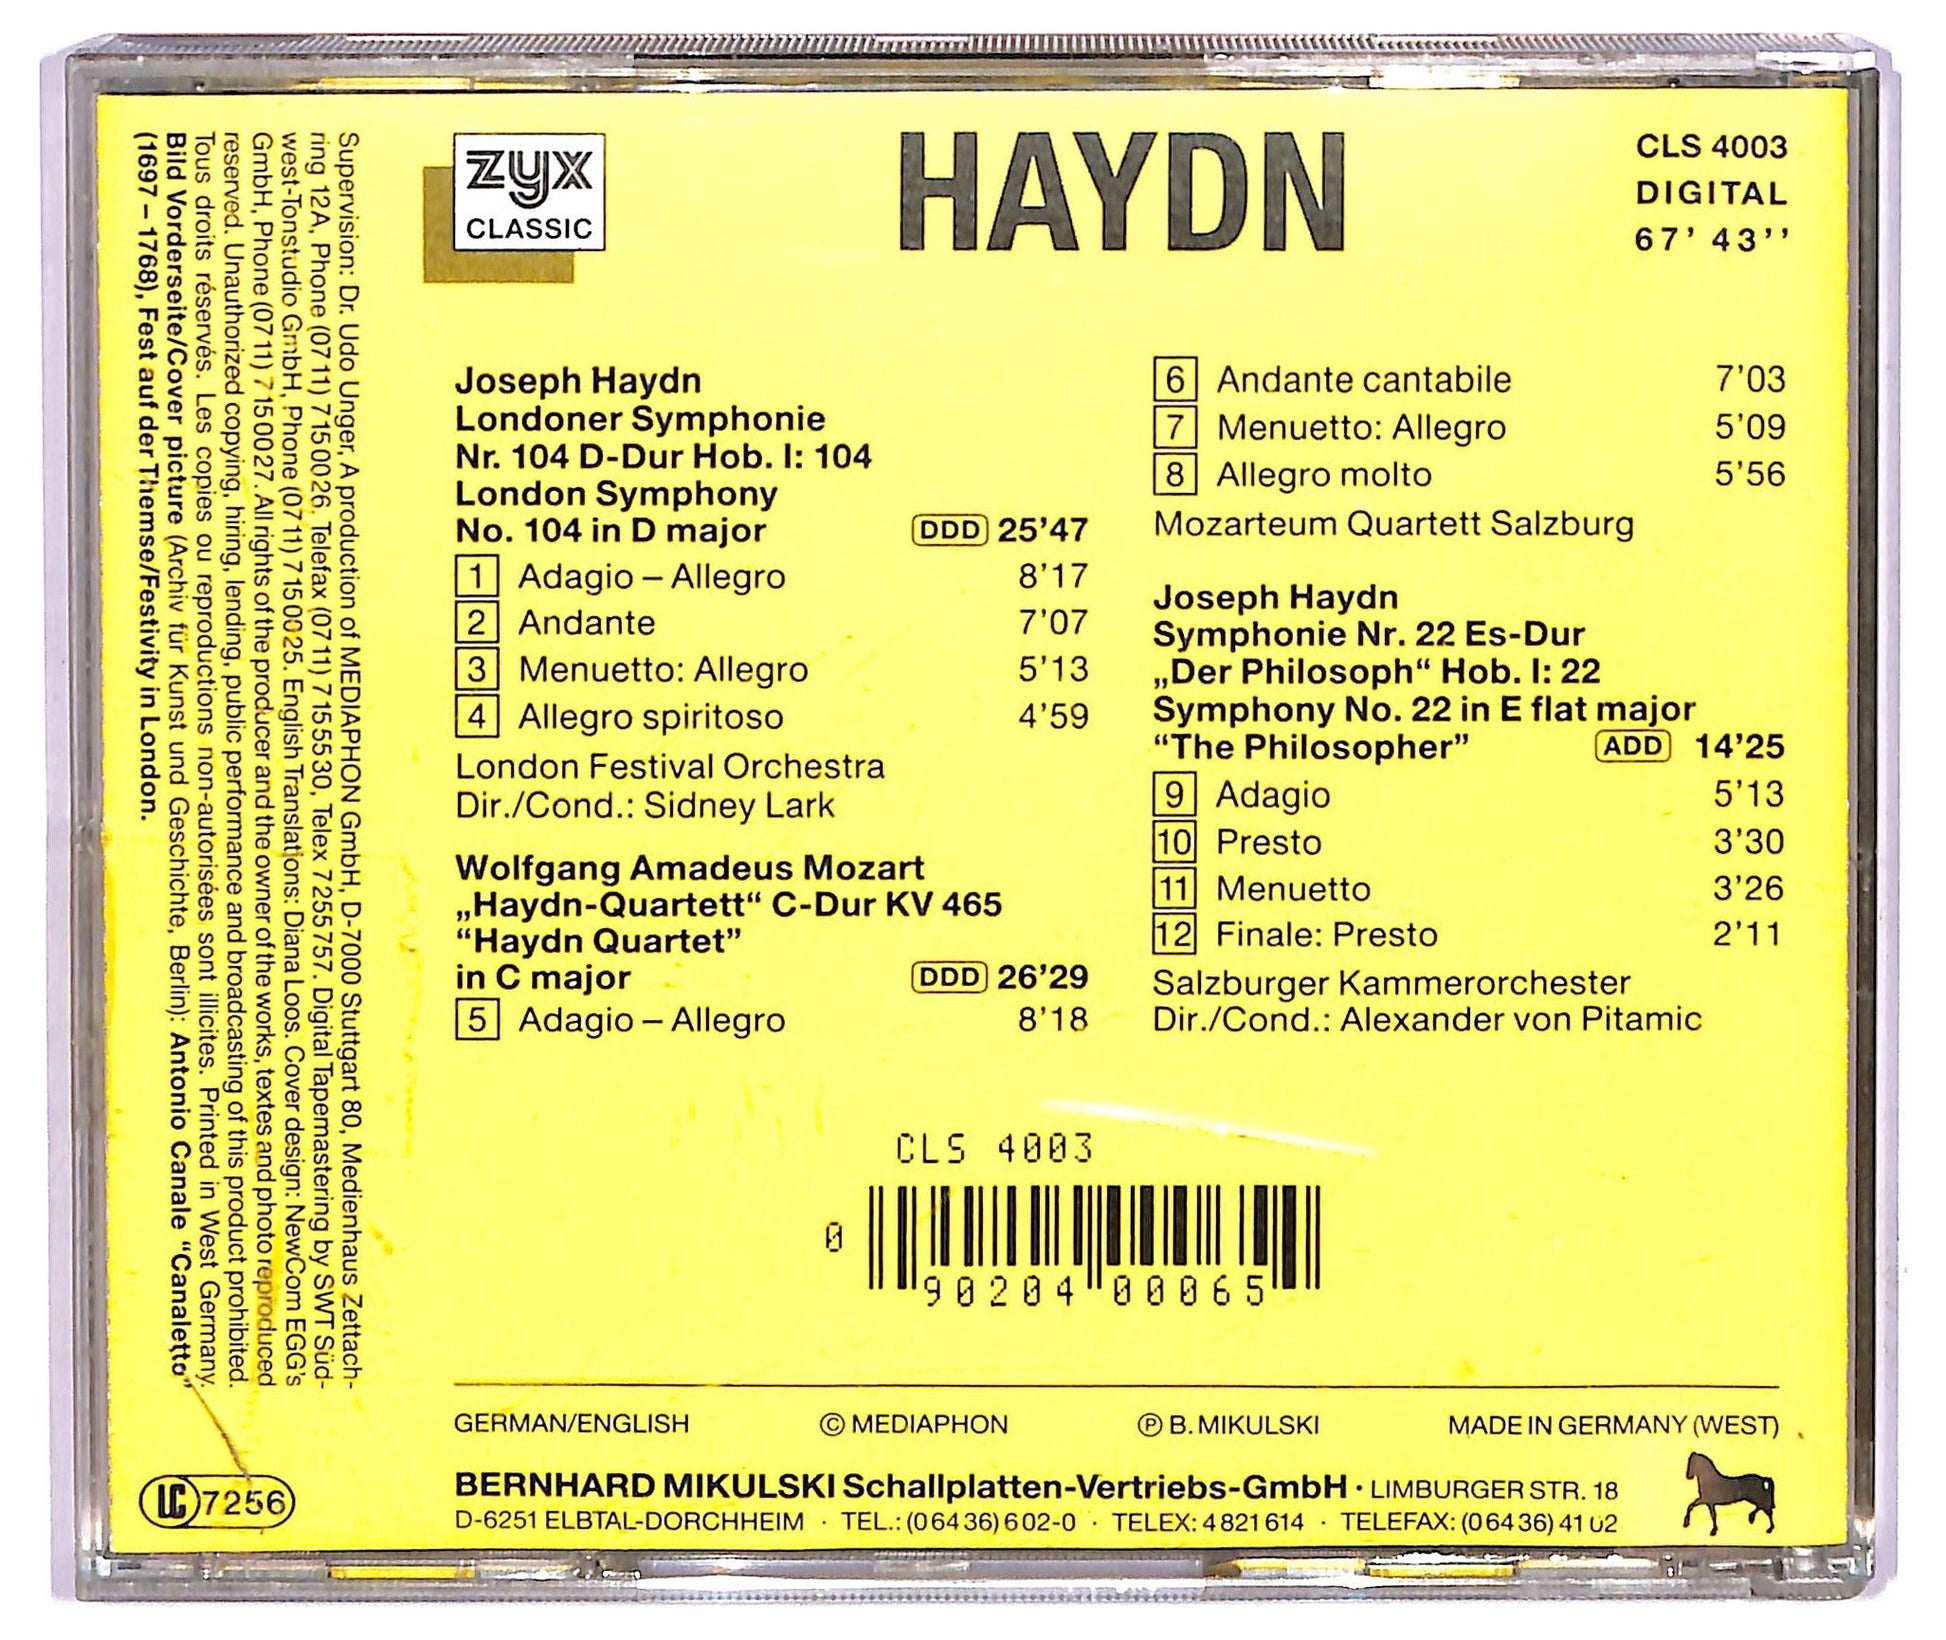 zyx
CLASSIC
HAYDN
CLS 4003
DIGITAL
67' 43''
Joseph Haydn
Londoner Symphonie
Nr. 104 D-Dur Hob. I: 104
London Symphony
No. 104 in D major DDD 25'47
1 Adagio – Allegro 8'17
2 Andante 7'07
3 Menuetto: Allegro 5'13
4 Allegro spiritoso 4'59
London Festival Orchestra
Dir./Cond.: Sidney Lark
Wolfgang Amadeus Mozart
„Haydn-Quartett“ C-Dur KV 465
“Haydn Quartet”
in C major DDD 26'29
5 Adagio – Allegro 8'18
6 Andante cantabile 7'03
7 Menuetto: Allegro 5'09
8 Allegro molto 5'56
Mozarteum Quartett Salzburg
Joseph Haydn
Symphonie Nr. 22 Es-Dur
„Der Philosoph“ Hob. I: 22
Symphony No. 22 in E flat major
“The Philosopher” ADD 14'25
9 Adagio 5'13
10 Presto 3'30
11 Menuetto 3'26
12 Finale: Presto 2'11
Salzburger Kammerorchester
Dir./Cond.: Alexander von Pitamic
CLS 4003
0 90204 00065
GERMAN/ENGLISH © MEDIAPHON ℗ B. MIKULSKI MADE IN GERMANY (WEST)
BERNHARD MIKULSKI Schallplatten-Vertriebs-GmbH · LIMBURGER STR. 18
D-6251 ELBTAL-DORCHHEIM · TEL.: (06436) 602-0 · TELEX: 4821614 · TELEFAX: (06436) 4102
Supervision: Dr. Udo Unger, A production of MEDIAPHON GmbH, D-7000 Stuttgart 80, Medienhaus Zettach-
ring 12A, Phone (0711) 7150026, Telefax (0711) 7155530, Telex 7255757. Digital Tapemastering by SWT Süd-
west-Tonstudio GmbH, Phone (0711) 7150025. English Translations: Diana Loos. Cover design: NewCom EGG's
GmbH, Phone (0711) 7150027. All rights of the producer and the owner of the works, textes and photo reproduced
reserved. Unauthorized copying, hiring, lending, public performance and broadcasting of this product prohibited.
Tous droits réservés. Les copies ou reproductions non-autorisées sont illicites. Printed in West Germany.
Bild Vorderseite/Cover picture (Archiv für Kunst und Geschichte, Berlin): Antonio Canale “Canaletto”
(1697 – 1768), Fest auf der Themse/Festivity in London.
LC 7256